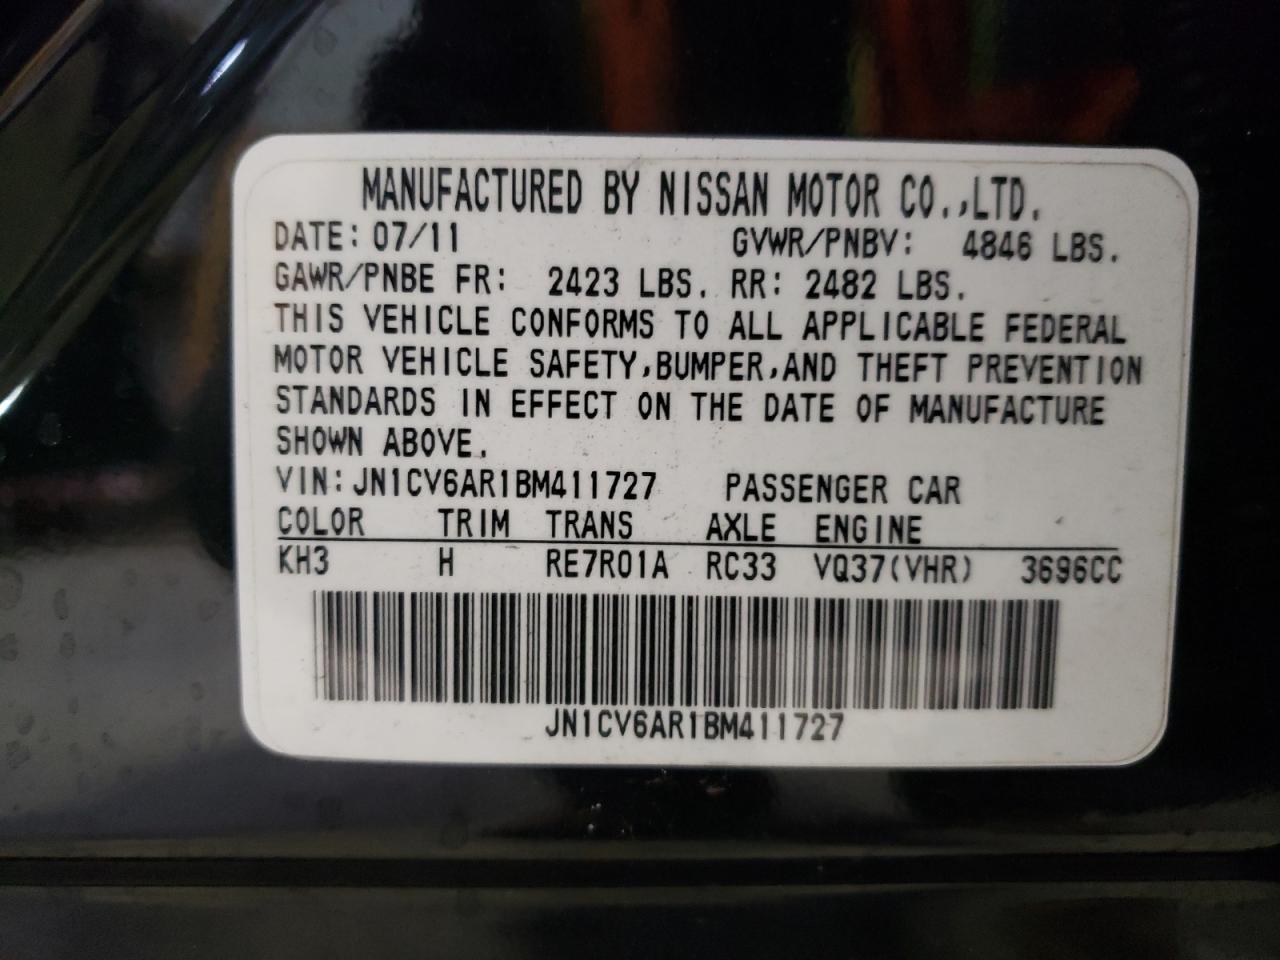 MANUFACTURED BY NISSAN MOTOR CO.,LTD.
DATE: 07/11 GVWR/PNBV: 4846 LBS.
GAWR/PNBE FR: 2423 LBS. RR: 2482 LBS.
THIS VEHICLE CONFORMS TO ALL APPLICABLE FEDERAL
MOTOR VEHICLE SAFETY,BUMPER,AND THEFT PREVENTION
STANDARDS IN EFFECT ON THE DATE OF MANUFACTURE
SHOWN ABOVE.
VIN: JN1CV6AR1BM411727 PASSENGER CAR
COLOR TRIM TRANS AXLE ENGINE
KH3 H RE7R01A RC33 VQ37(VHR) 3696CC
JN1CV6AR1BM411727